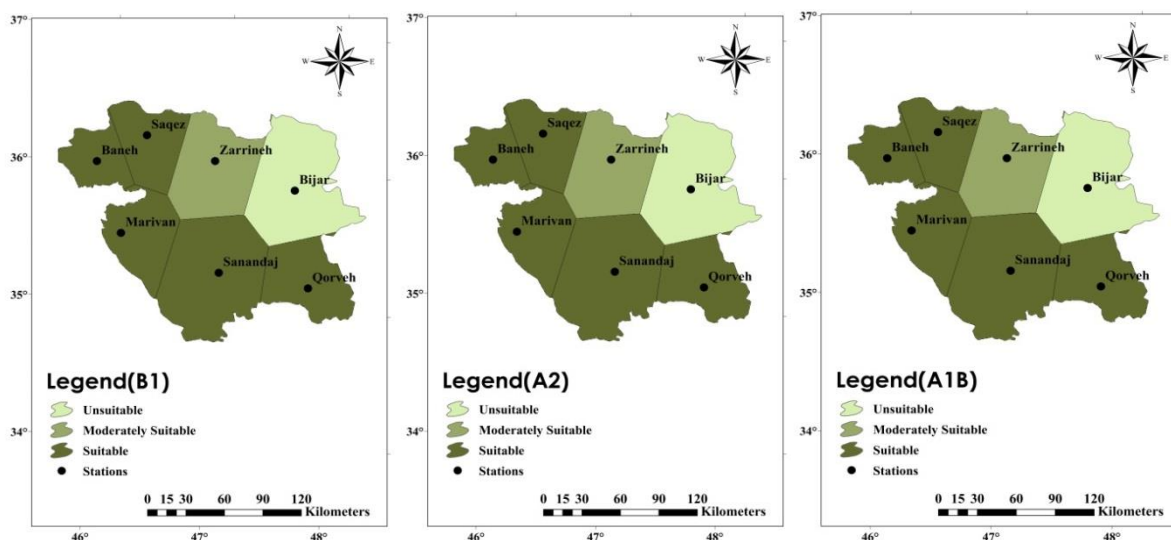 37°
N
W E
S
Saqez
36°
Baneh
Zarrineh
Bijar
Marivan
Sanandaj
Qorveh
35°
Legend(B1)
Unsuitable
Moderately Suitable
34°
Suitable
Stations
0 15 30 60 90 120
Kilometers
46° 47° 48°
37°
N
W E
S
Saqez
36°
Baneh
Zarrineh
Bijar
Marivan
Sanandaj
Qorveh
35°
Legend(A2)
Unsuitable
Moderately Suitable
34°
Suitable
Stations
0 15 30 60 90 120
Kilometers
46° 47° 48°
37°
N
W E
S
Saqez
36°
Baneh
Zarrineh
Bijar
Marivan
Sanandaj
Qorveh
35°
Legend(A1B)
Unsuitable
Moderately Suitable
34°
Suitable
Stations
0 15 30 60 90 120
Kilometers
46° 47° 48°